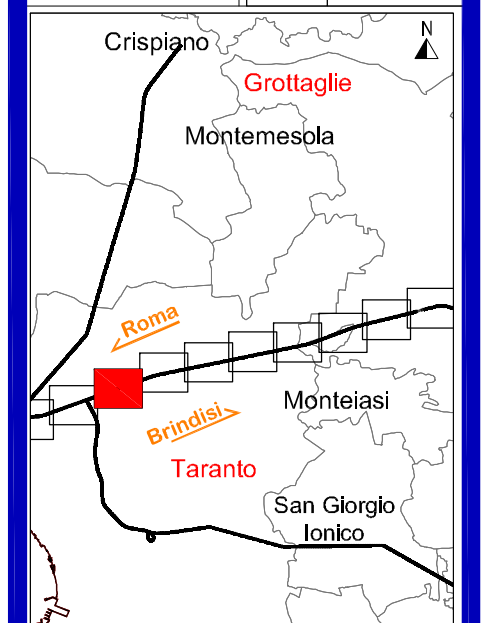 N
Crispiano
Grottaglie
Montemesola
Roma
Monteiasi
Brindisi
Taranto
San Giorgio
Ionico